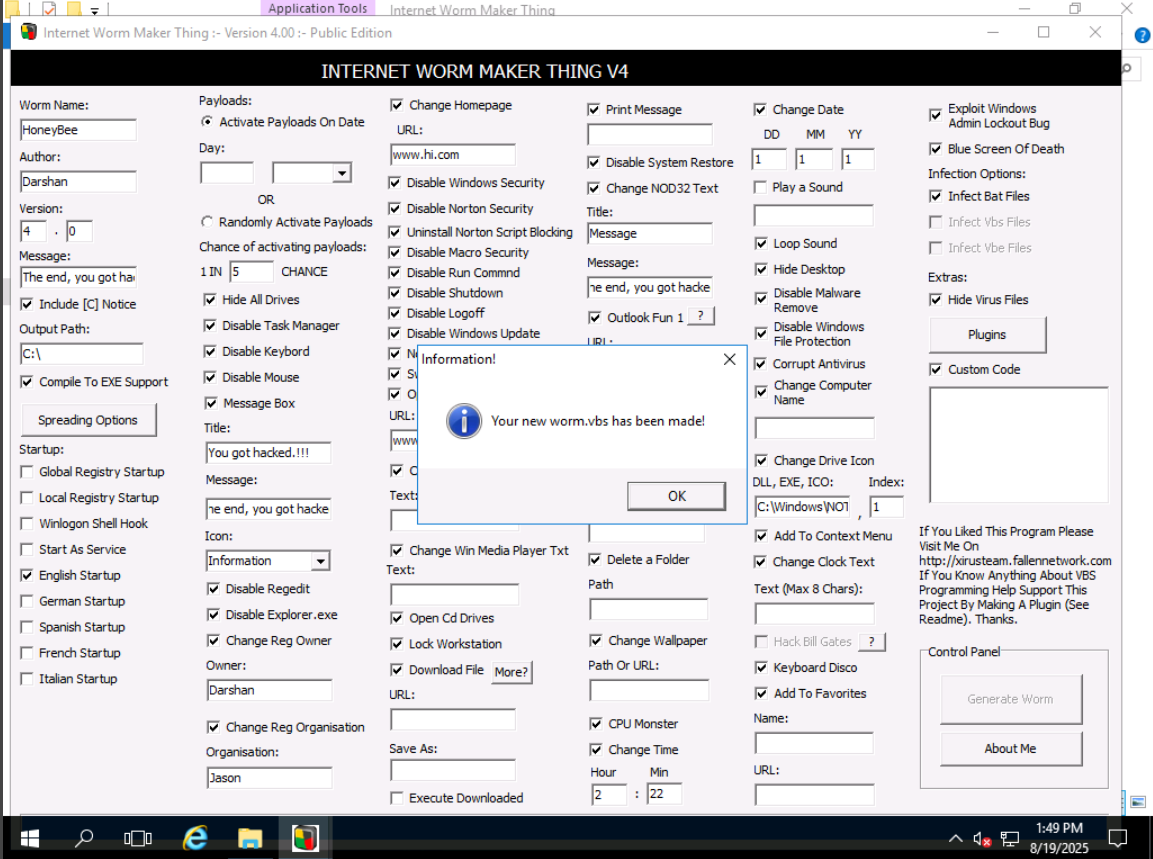 Application Tools
Internet Worm Maker Thing
Internet Worm Maker Thing :- Version 4.00 :- Public Edition
INTERNET WORM MAKER THING V4
Worm Name:
HoneyBee
Author:
Darshan
Version:
4 . 0
Message:
The end, you got ha
Include [C] Notice
Output Path:
C:\
Compile To EXE Support
Spreading Options
Startup:
Global Registry Startup
Local Registry Startup
Winlogon Shell Hook
Start As Service
English Startup
German Startup
Spanish Startup
French Startup
Italian Startup
Payloads:
Activate Payloads On Date
Day:
OR
Randomly Activate Payloads
Chance of activating payloads:
1 IN 5 CHANCE
Hide All Drives
Disable Task Manager
Disable Keybord
Disable Mouse
Message Box
Title:
You got hacked.!!!
Message:
he end, you got hacke
Icon:
Information
Disable Regedit
Disable Explorer.exe
Change Reg Owner
Owner:
Darshan
Change Reg Organisation
Organisation:
Jason
Change Homepage
URL:
www.hi.com
Disable Windows Security
Disable Norton Security
Uninstall Norton Script Blocking
Disable Macro Security
Disable Run Commnd
Disable Shutdown
Disable Logoff
Disable Windows Update
URL:
www
Text:
Change Win Media Player Txt
Text:
Open Cd Drives
Lock Workstation
Download File More?
URL:
Save As:
Execute Downloaded
Print Message
Disable System Restore
Change NOD32 Text
Title:
Message
Message:
he end, you got hacke
Outlook Fun 1 ?
URL:
Information!
Your new worm.vbs has been made!
OK
Delete a Folder
Path
Change Wallpaper
Path Or URL:
CPU Monster
Change Time
Hour Min
2 : 22
Change Date
DD MM YY
1 1 1
Play a Sound
Loop Sound
Hide Desktop
Disable Malware
Remove
Disable Windows
File Protection
Corrupt Antivirus
Change Computer
Name
Change Drive Icon
DLL, EXE, ICO: Index:
C:\Windows\NOT , 1
Add To Context Menu
Change Clock Text
Text (Max 8 Chars):
Hack Bill Gates ?
Keyboard Disco
Add To Favorites
Name:
URL:
Exploit Windows
Admin Lockout Bug
Blue Screen Of Death
Infection Options:
Infect Bat Files
Infect Vbs Files
Infect Vbe Files
Extras:
Hide Virus Files
Plugins
Custom Code
If You Liked This Program Please
Visit Me On
http://xirusteam.fallennetwork.com
If You Know Anything About VBS
Programming Help Support This
Project By Making A Plugin (See
Readme). Thanks.
Control Panel
Generate Worm
About Me
1:49 PM
8/19/2025